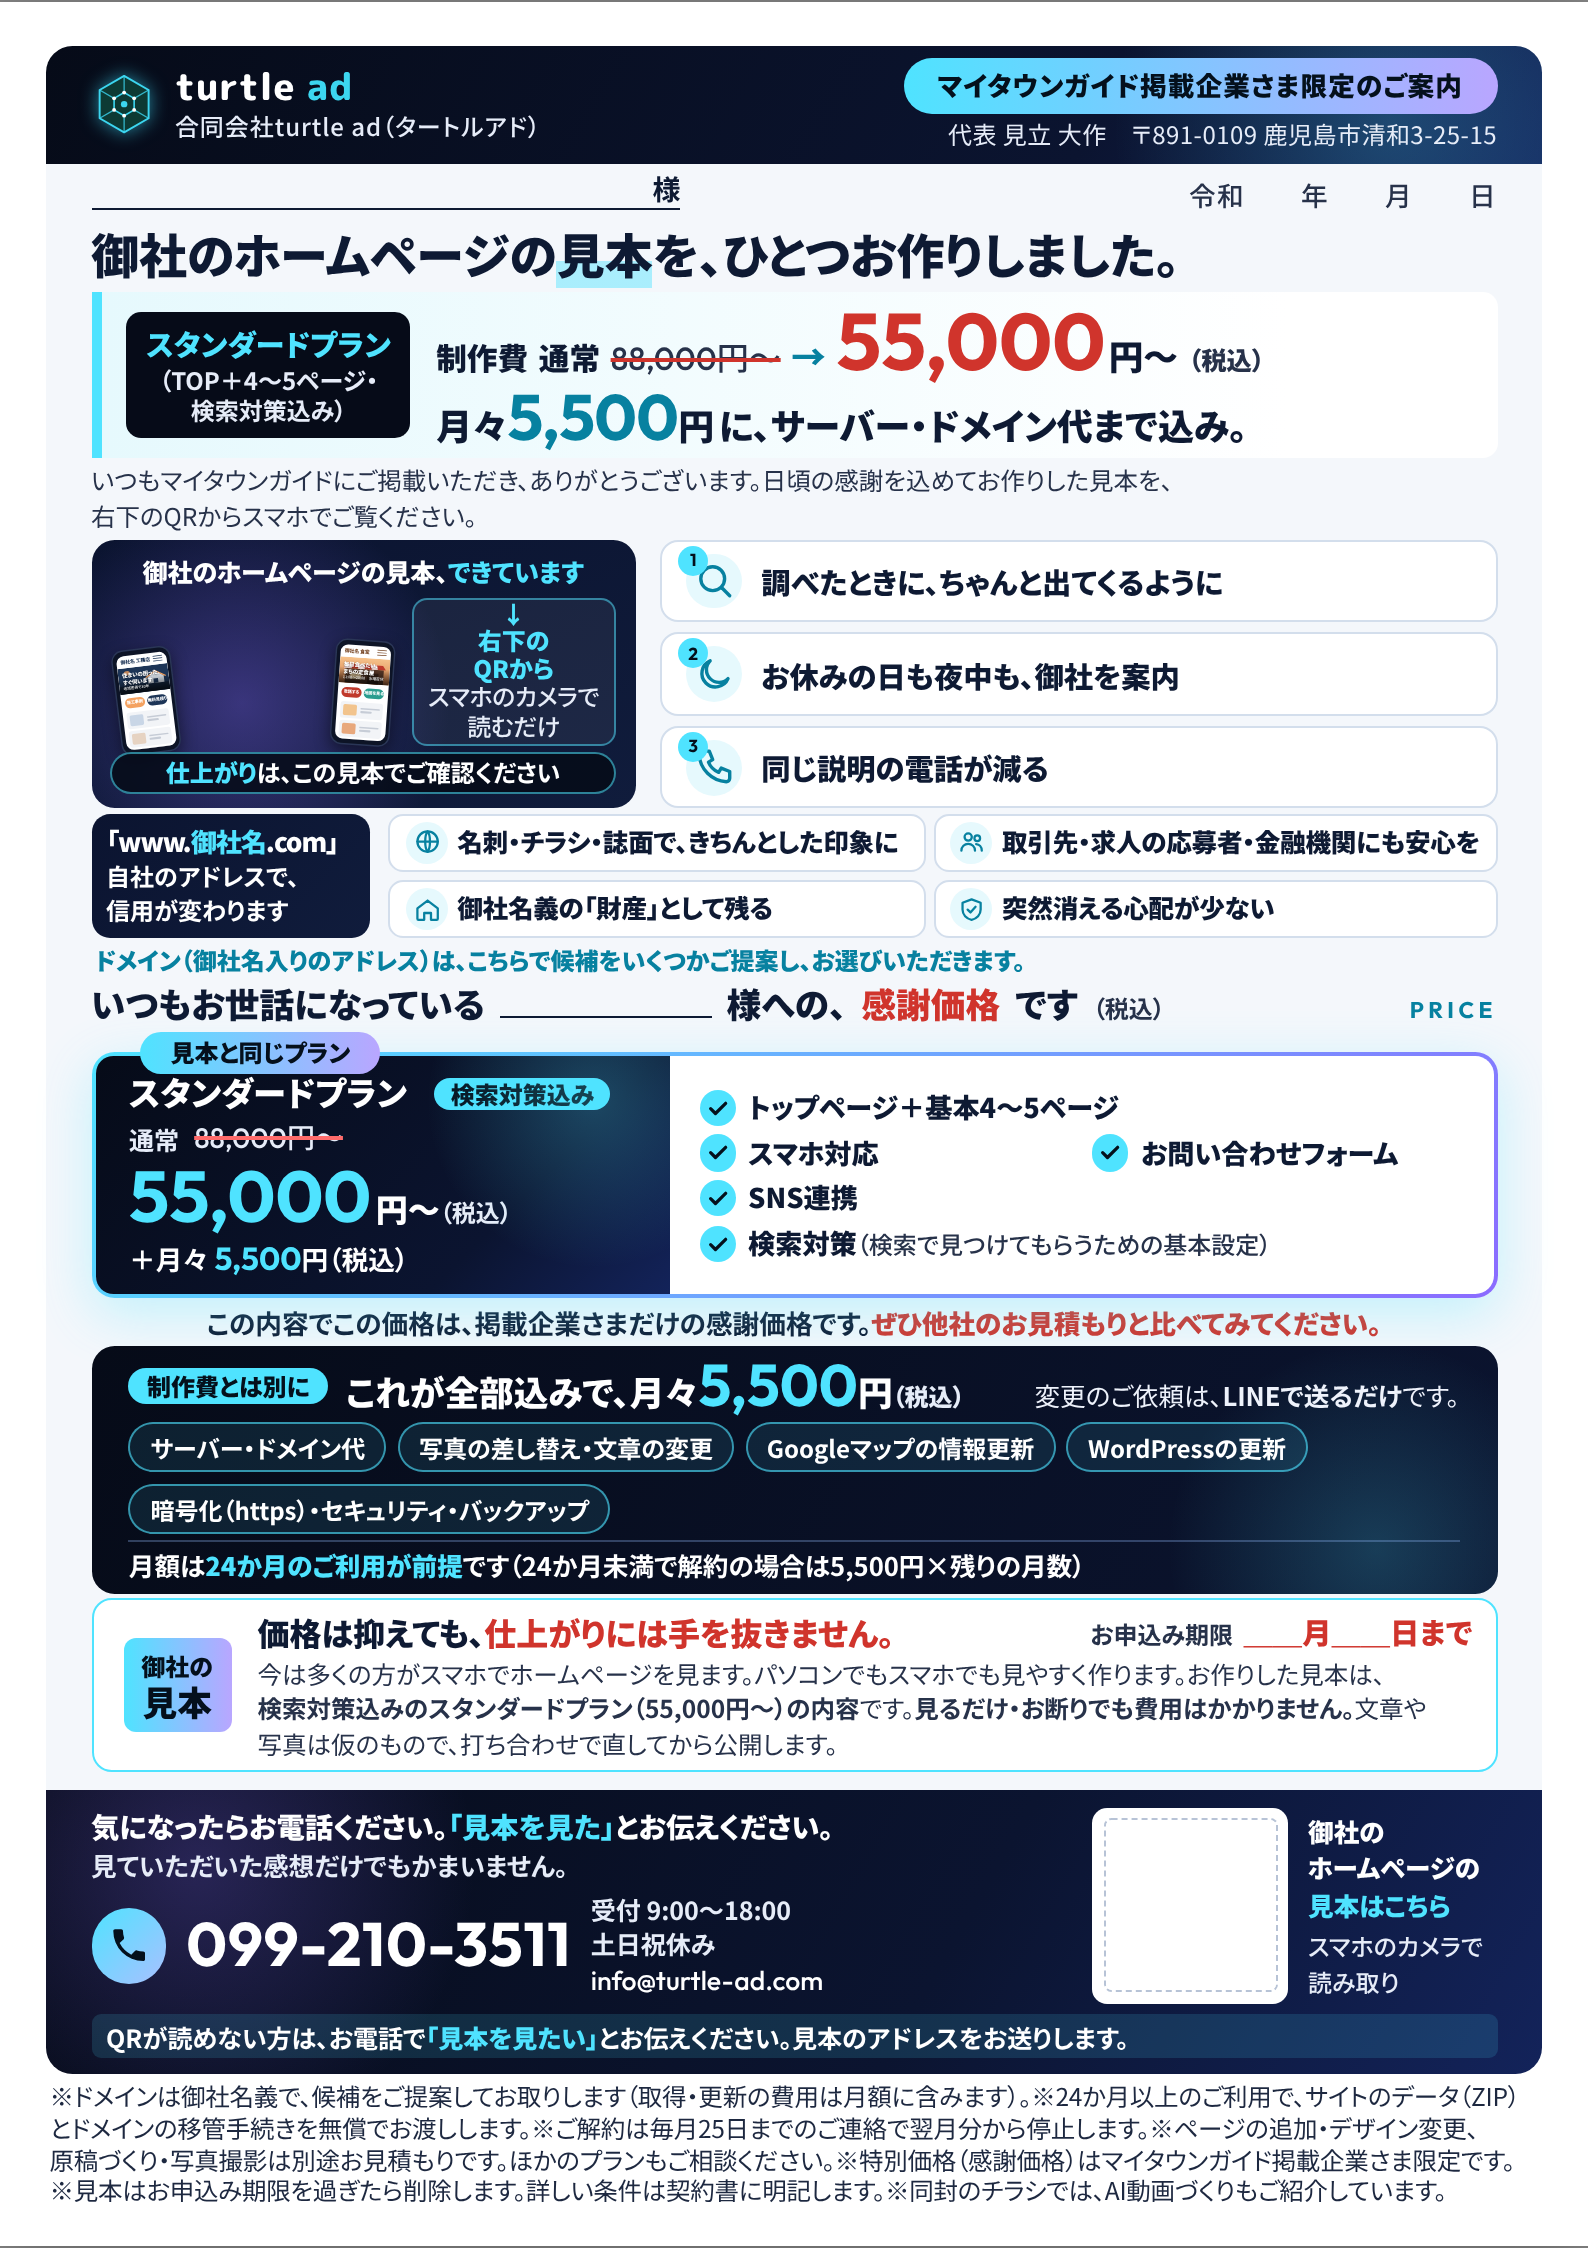 turtle ad
合同会社turtle ad（タートルアド）
マイタウンガイド掲載企業さま限定のご案内
代表 見立 大作　〒891-0109 鹿児島市清和3-25-15
様
令和　　年　　月　　日
御社のホームページの見本を、ひとつお作りしました。
スタンダードプラン
（TOP＋4〜5ページ・
検索対策込み）
制作費 通常 88,000円〜 → 55,000円〜（税込）
月々5,500円に、サーバー・ドメイン代まで込み。
いつもマイタウンガイドにご掲載いただき、ありがとうございます。日頃の感謝を込めてお作りした見本を、
右下のQRからスマホでご覧ください。
御社のホームページの見本、できています
↓
右下の
QRから
スマホのカメラで
読むだけ
仕上がりは、この見本でご確認ください
1
調べたときに、ちゃんと出てくるように
2
お休みの日も夜中も、御社を案内
3
同じ説明の電話が減る
「www.御社名.com」
自社のアドレスで、
信用が変わります
名刺・チラシ・誌面で、きちんとした印象に
取引先・求人の応募者・金融機関にも安心を
御社名義の「財産」として残る
突然消える心配が少ない
ドメイン（御社名入りのアドレス）は、こちらで候補をいくつかご提案し、お選びいただきます。
いつもお世話になっている　　　　　　様への、感謝価格 です（税込）
PRICE
見本と同じプラン
スタンダードプラン 検索対策込み
通常 88,000円〜
55,000円〜（税込）
＋月々 5,500円（税込）
トップページ＋基本4〜5ページ
スマホ対応
お問い合わせフォーム
SNS連携
検索対策（検索で見つけてもらうための基本設定）
この内容でこの価格は、掲載企業さまだけの感謝価格です。ぜひ他社のお見積もりと比べてみてください。
制作費とは別に これが全部込みで、月々5,500円（税込）
変更のご依頼は、LINEで送るだけです。
サーバー・ドメイン代
写真の差し替え・文章の変更
Googleマップの情報更新
WordPressの更新
暗号化（https）・セキュリティ・バックアップ
月額は24か月のご利用が前提です（24か月未満で解約の場合は5,500円×残りの月数）
御社の
見本
価格は抑えても、仕上がりには手を抜きません。
お申込み期限 ____月____日まで
今は多くの方がスマホでホームページを見ます。パソコンでもスマホでも見やすく作ります。お作りした見本は、
検索対策込みのスタンダードプラン（55,000円〜）の内容です。見るだけ・お断りでも費用はかかりません。文章や
写真は仮のもので、打ち合わせで直してから公開します。
気になったらお電話ください。「見本を見た」とお伝えください。
見ていただいた感想だけでもかまいません。
099-210-3511
受付 9:00〜18:00
土日祝休み
info@turtle-ad.com
御社の
ホームページの
見本はこちら
スマホのカメラで
読み取り
QRが読めない方は、お電話で「見本を見たい」とお伝えください。見本のアドレスをお送りします。
※ドメインは御社名義で、候補をご提案してお取りします（取得・更新の費用は月額に含みます）。※24か月以上のご利用で、サイトのデータ（ZIP）
とドメインの移管手続きを無償でお渡しします。※ご解約は毎月25日までのご連絡で翌月分から停止します。※ページの追加・デザイン変更、
原稿づくり・写真撮影は別途お見積もりです。ほかのプランもご相談ください。※特別価格（感謝価格）はマイタウンガイド掲載企業さま限定です。
※見本はお申込み期限を過ぎたら削除します。詳しい条件は契約書に明記します。※同封のチラシでは、AI動画づくりもご紹介しています。